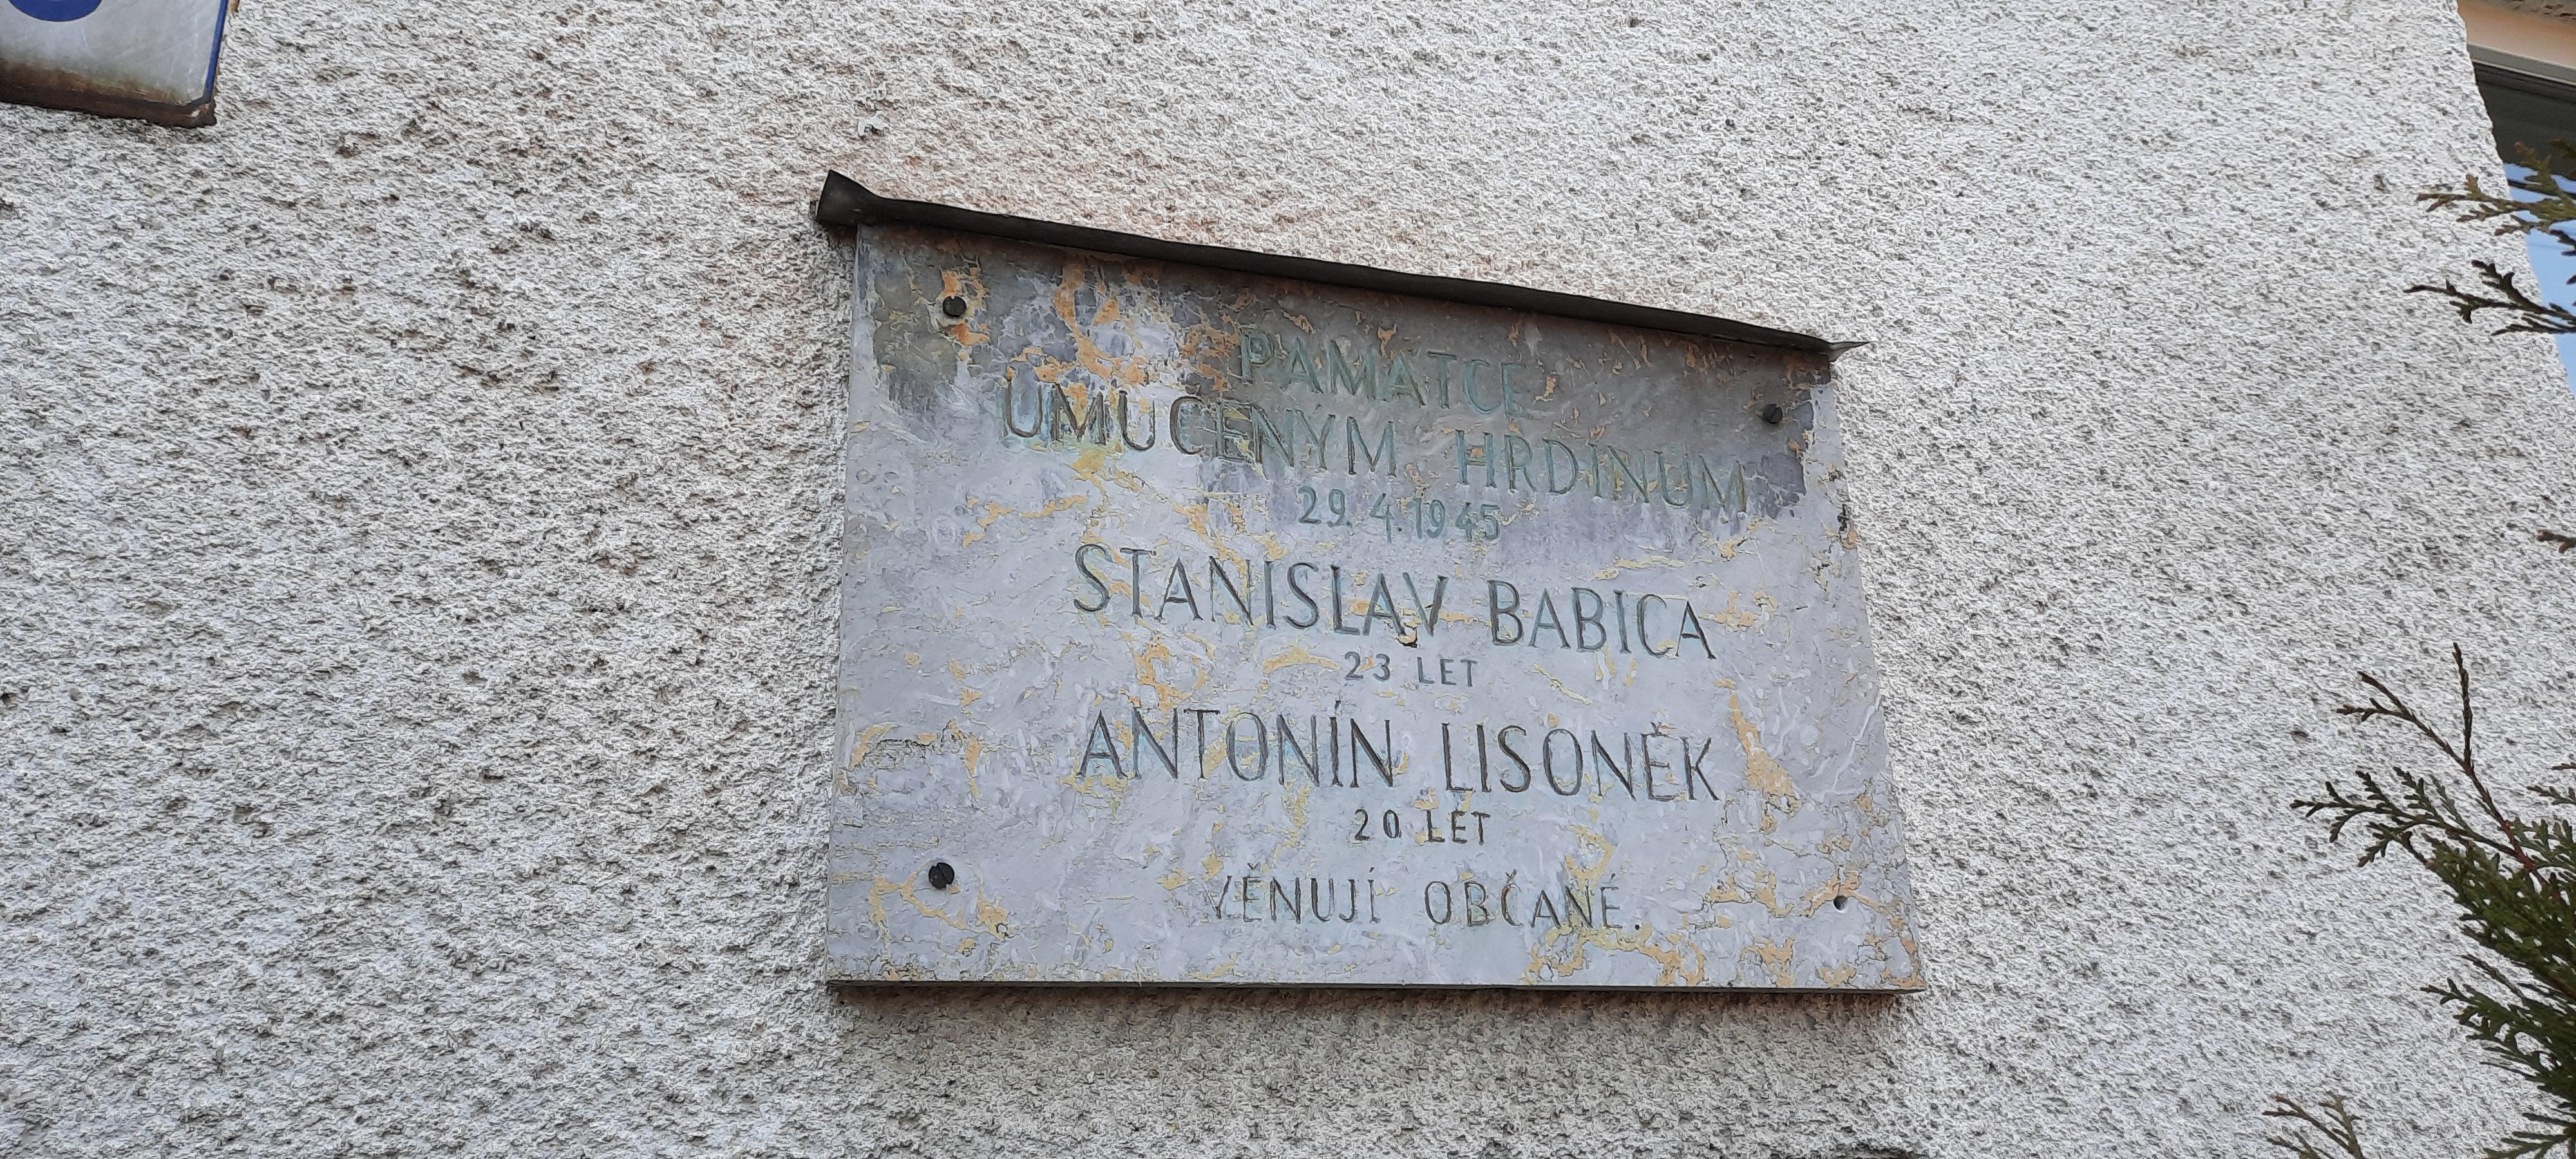 PAMÁTCE
UMUČENÝM HRDINŮM
29. 4. 1945
STANISLAV BABICA
23 LET
ANTONÍN LISONĚK
20 LET
VĚNUJÍ OBČANÉ.